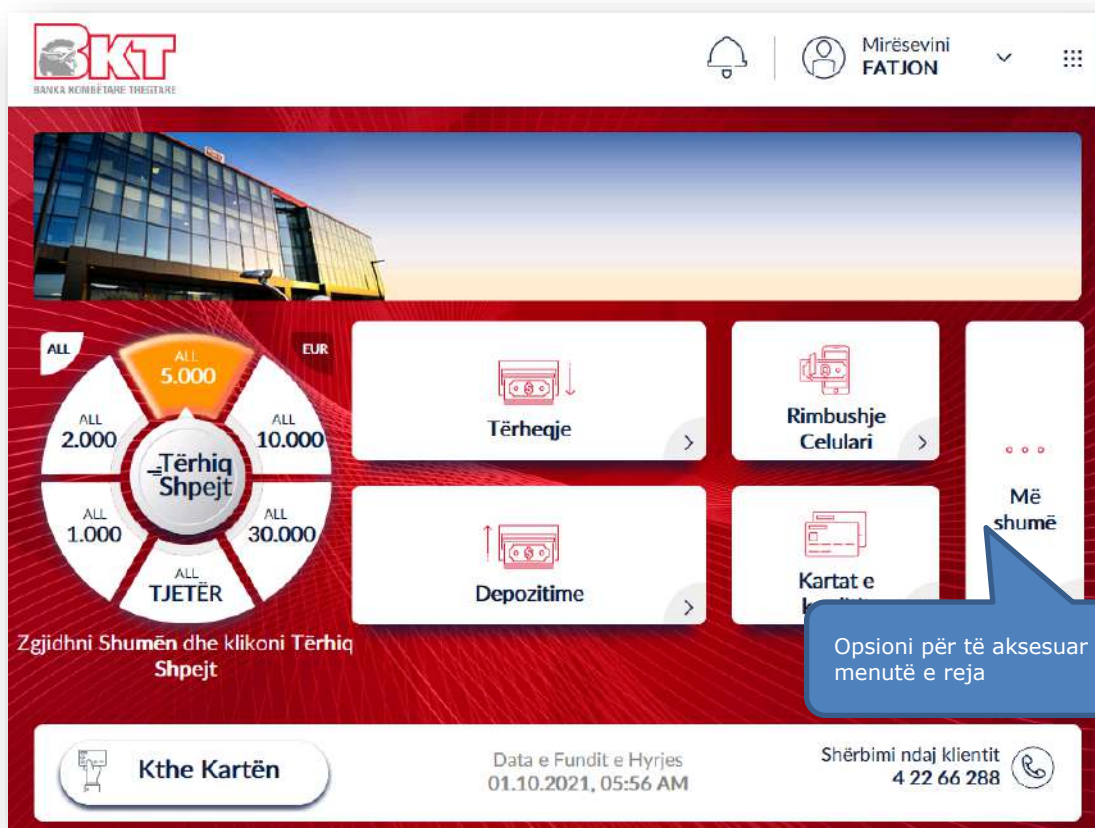 BKT
BANKA KOMBËTARE TREGTARE
Mirësevini
FATJON
ALL
EUR
ALL
5.000
ALL
2.000
ALL
10.000
Tërhiq
Shpejt
ALL
1.000
ALL
30.000
ALL
TJETËR
Zgjidhni Shumën dhe klikoni Tërhiq
Shpejt
Tërheqje
Rimbushje
Celulari
Depozitime
Kartat e
Më
shumë
Opsioni për të aksesuar
menutë e reja
Kthe Kartën
Data e Fundit e Hyrjes
01.10.2021, 05:56 AM
Shërbimi ndaj klientit
4 22 66 288